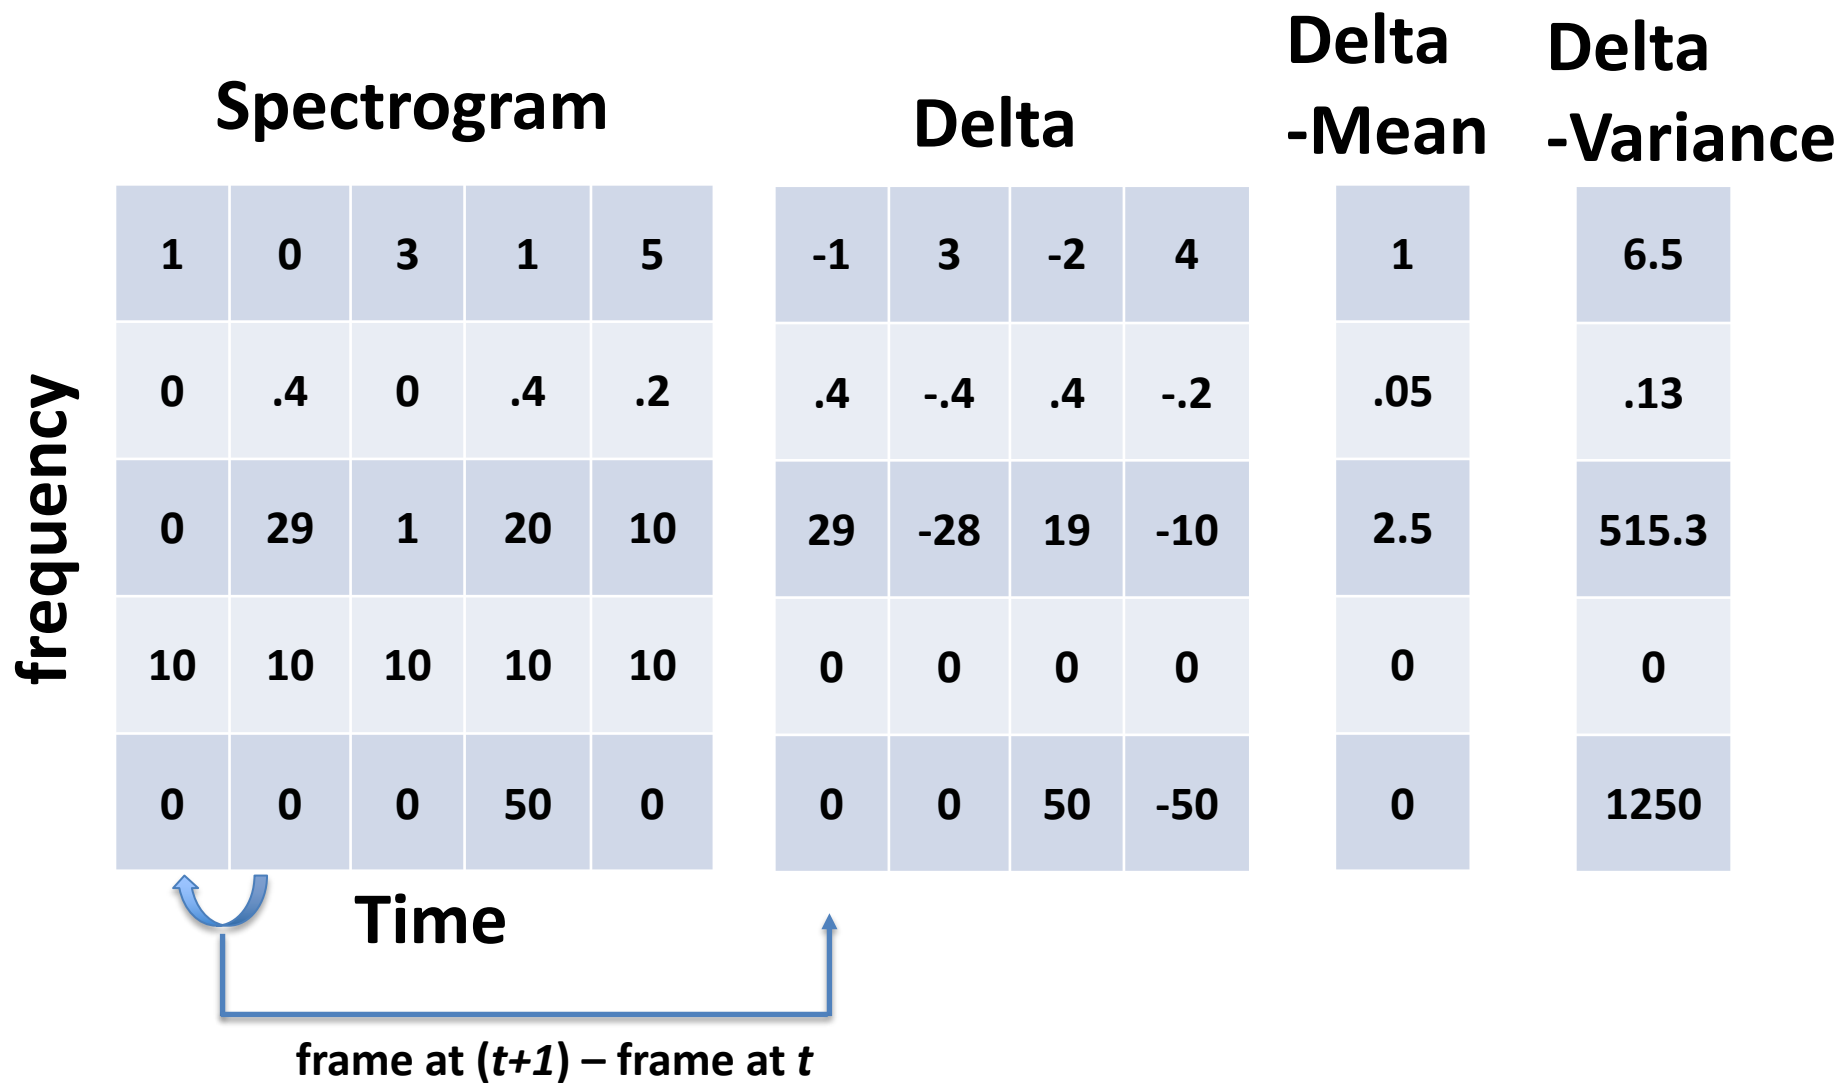 Spectrogram
Delta
Delta
-Mean
Delta
-Variance
frequency
1 0 3 1 5 -1 3 -2 4 1 6.5
0 .4 0 .4 .2 .4 -.4 .4 -.2 .05 .13
0 29 1 20 10 29 -28 19 -10 2.5 515.3
10 10 10 10 10 0 0 0 0 0 0
0 0 0 50 0 0 0 50 -50 0 1250
Time
frame at (t+1) – frame at t